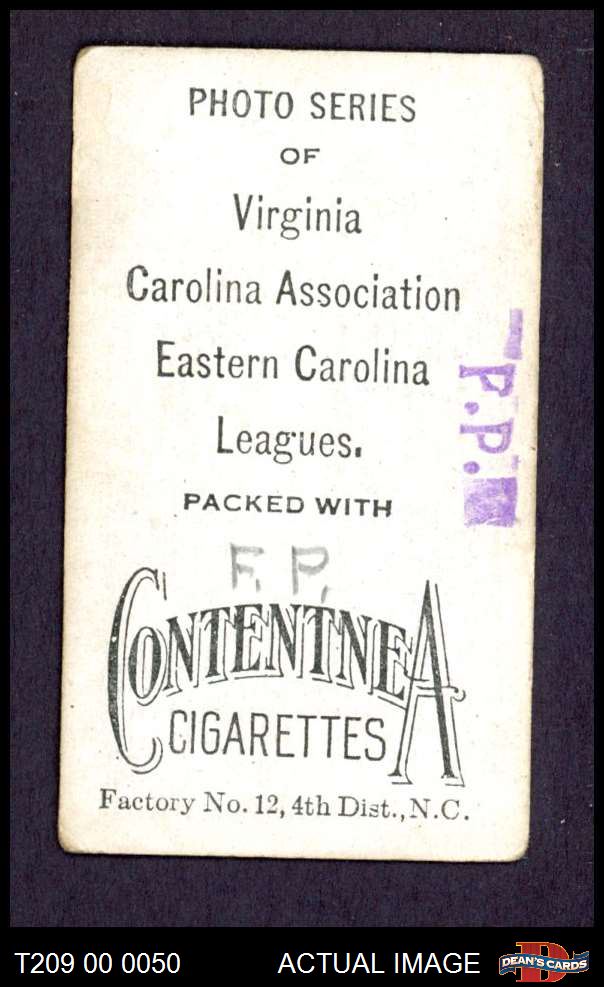 PHOTO SERIES
OF
Virginia
Carolina Association
Eastern Carolina
Leagues.
PACKED WITH
F. P.
CONTENTNEA
CIGARETTES
Factory No. 12, 4th Dist., N.C.
P.P.
T209 00 0050
ACTUAL IMAGE
DEAN'S CARDS